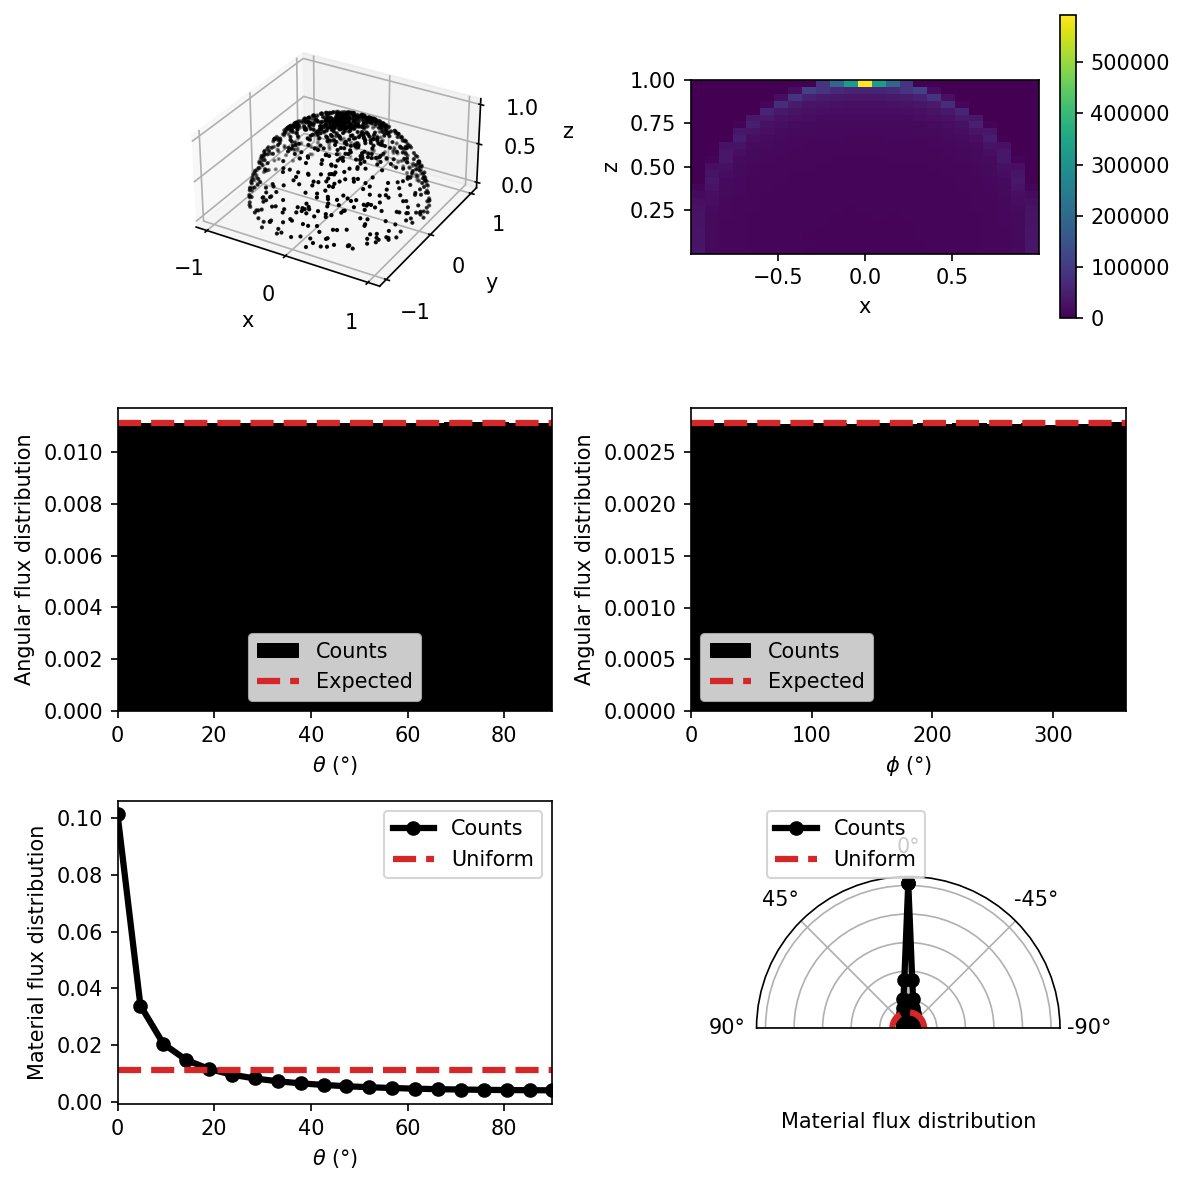 1.0
0.5
0.0
z
−1
0
1
x
−1
0
1
y
1.00
0.75
0.50
0.25
z
−0.5
0.0
0.5
x
500000
400000
300000
200000
100000
0
Angular flux distribution
0.010
0.008
0.006
0.004
0.002
0.000
Counts
Expected
0
20
40
60
80
θ (°)
Angular flux distribution
0.0025
0.0020
0.0015
0.0010
0.0005
0.0000
Counts
Expected
0
100
200
300
ϕ (°)
Material flux distribution
0.10
0.08
0.06
0.04
0.02
0.00
Counts
Uniform
0
20
40
60
80
θ (°)
Counts
Uniform
0°
45°
-45°
90°
-90°
Material flux distribution